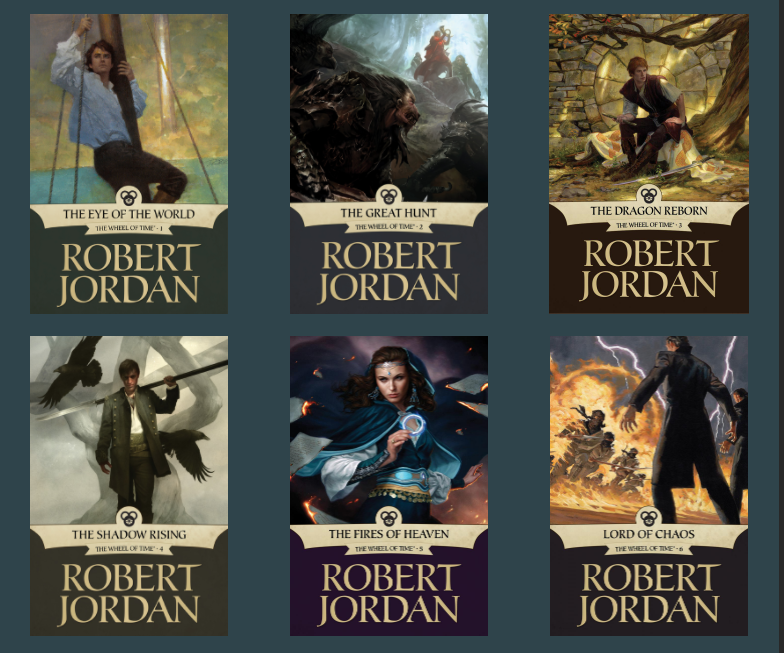 THE EYE OF THE WORLD
THE WHEEL OF TIME® · 1
ROBERT
JORDAN
THE GREAT HUNT
THE WHEEL OF TIME® · 2
ROBERT
JORDAN
THE DRAGON REBORN
THE WHEEL OF TIME® · 3
ROBERT
JORDAN
THE SHADOW RISING
THE WHEEL OF TIME® · 4
ROBERT
JORDAN
THE FIRES OF HEAVEN
THE WHEEL OF TIME® · 5
ROBERT
JORDAN
LORD OF CHAOS
THE WHEEL OF TIME® · 6
ROBERT
JORDAN